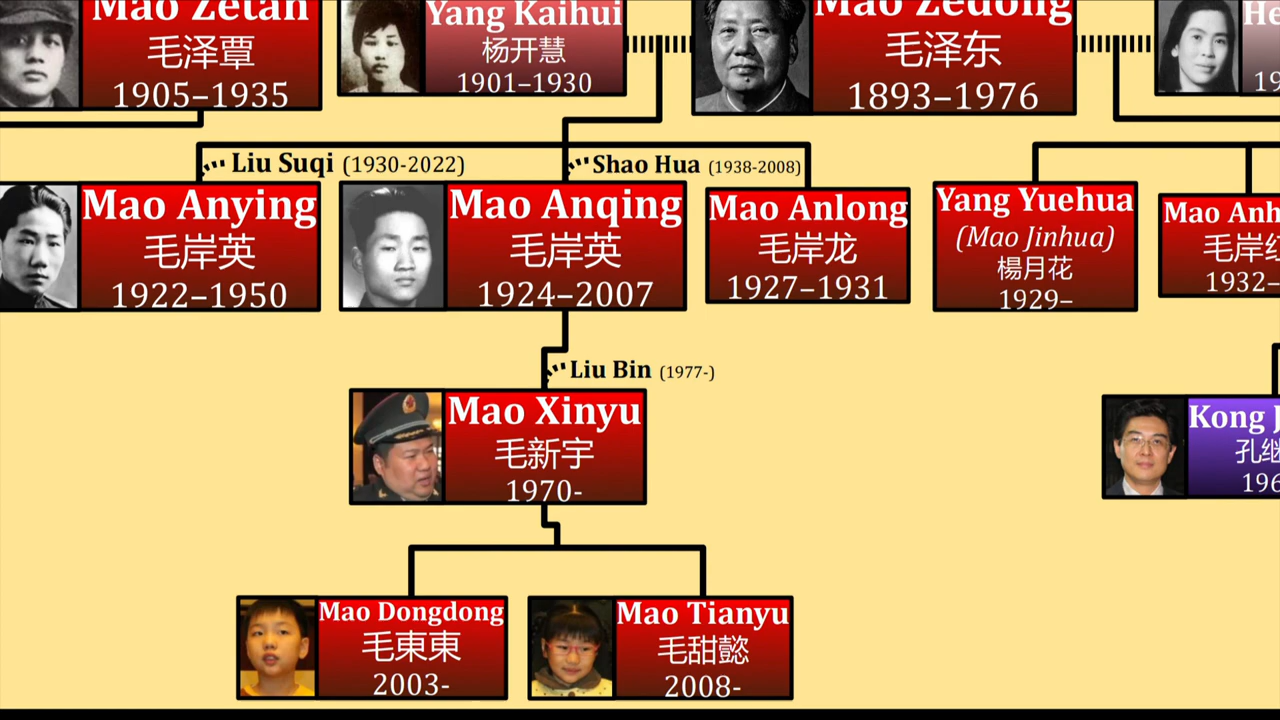 Mao Zetan
毛泽覃
1905–1935
Yang Kaihui
杨开慧
1901–1930
Mao Zedong
毛泽东
1893–1976
Liu Suqi (1930-2022)
Shao Hua (1938-2008)
Mao Anying
毛岸英
1922–1950
Mao Anqing
毛岸英
1924–2007
Mao Anlong
毛岸龙
1927–1931
Yang Yuehua
(Mao Jinhua)
楊月花
1929–
Mao Anh
毛岸红
1932–
Liu Bin (1977-)
Mao Xinyu
毛新宇
1970-
Kong J
孔继
196
Mao Dongdong
毛東東
2003-
Mao Tianyu
毛甜懿
2008-